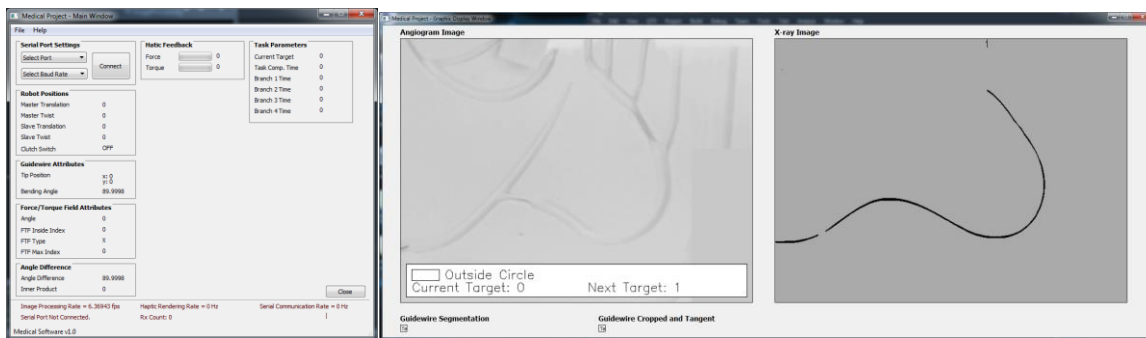 Medical Project - Main Window
File Help
Serial Port Settings
Select Port
Select Baud Rate
Connect
Hatic Feedback
Force 0
Torque 0
Task Parameters
Current Target 0
Task Comp. Time 0
Branch 1 Time 0
Branch 2 Time 0
Branch 3 Time 0
Branch 4 Time 0
Robot Positions
Master Translation 0
Master Twist 0
Slave Translation 0
Slave Twist 0
Clutch Switch OFF
Guidewire Attributes
Tip Position x: 0
y: 0
Bending Angle 89.9998
Force/Torque Field Attributes
Angle 0
FTF Inside Index 0
FTF Type X
FTF Max Index 0
Angle Difference
Angle Difference 89.9998
Inner Product 0
Close
Image Processing Rate = 6.36943 fps Haptic Rendering Rate = 0 Hz Serial Communication Rate = 0 Hz
Serial Port Not Connected. Rx Count: 0
Medical Software v1.0
Medical Project - Graphic Display Window
Angiogram Image
Outside Circle
Current Target: 0 Next Target: 1
X-ray Image
1
Guidewire Segmentation
Guidewire Cropped and Tangent